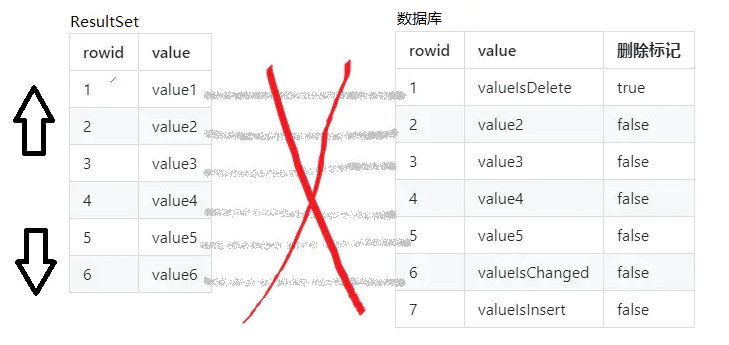 ResultSet
rowid value
1 value1
2 value2
3 value3
4 value4
5 value5
6 value6
数据库
rowid value 删除标记
1 valueIsDelete true
2 value2 false
3 value3 false
4 value4 false
5 value5 false
6 valueIsChanged false
7 valueIsInsert false